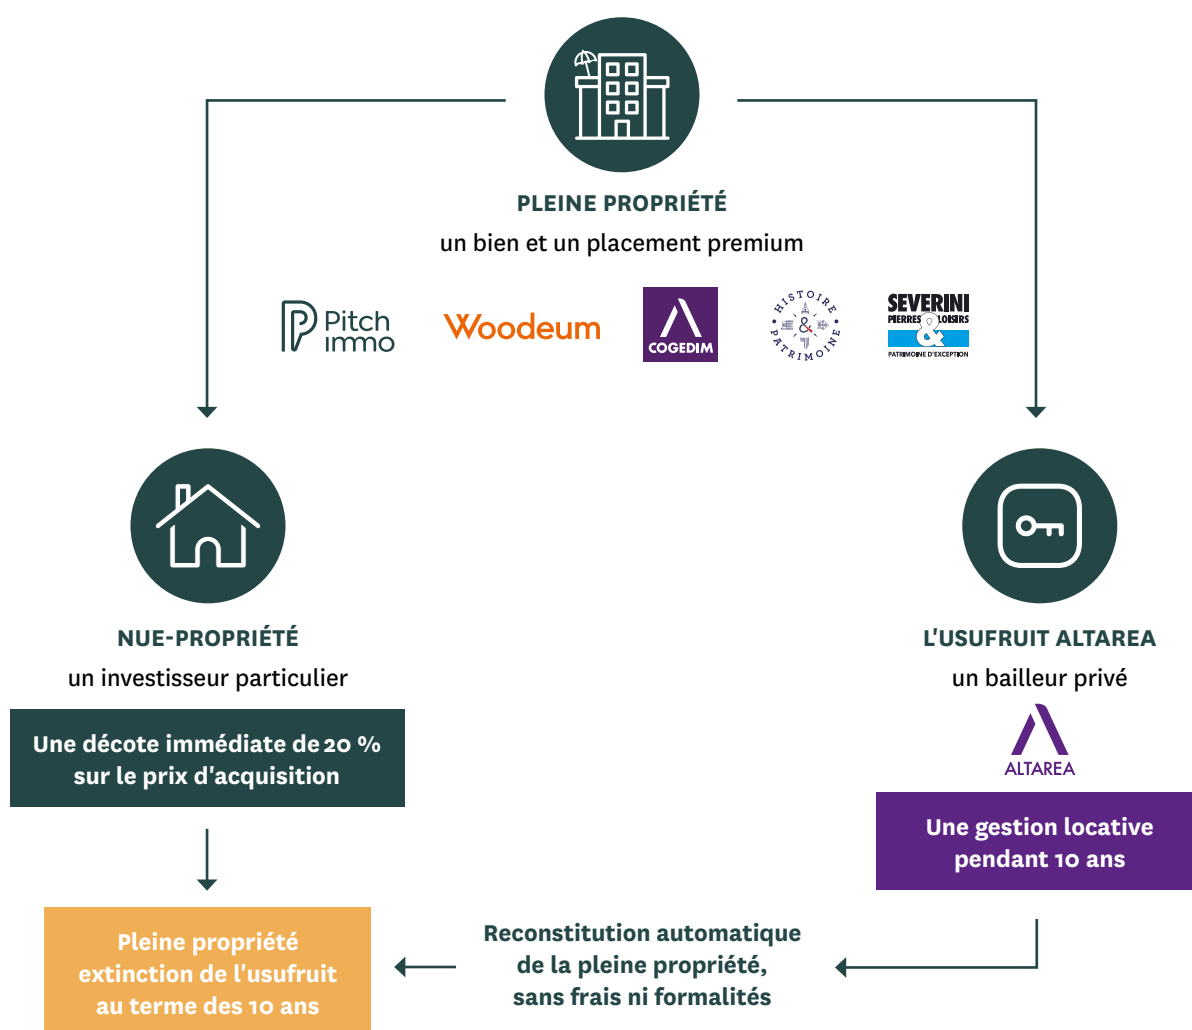 PLEINE PROPRIÉTÉ
un bien et un placement premium
Pitch
immo
Woodeum
COGEDIM
HISTOIRE
&
PATRIMOINE
SEVERINI
PIERRES & LOISIRS
PATRIMOINE D'EXCEPTION
NUE-PROPRIÉTÉ
un investisseur particulier
Une décote immédiate de 20 %
sur le prix d'acquisition
L'USUFRUIT ALTAREA
un bailleur privé
ALTAREA
Une gestion locative
pendant 10 ans
Pleine propriété
extinction de l'usufruit
au terme des 10 ans
Reconstitution automatique
de la pleine propriété,
sans frais ni formalités